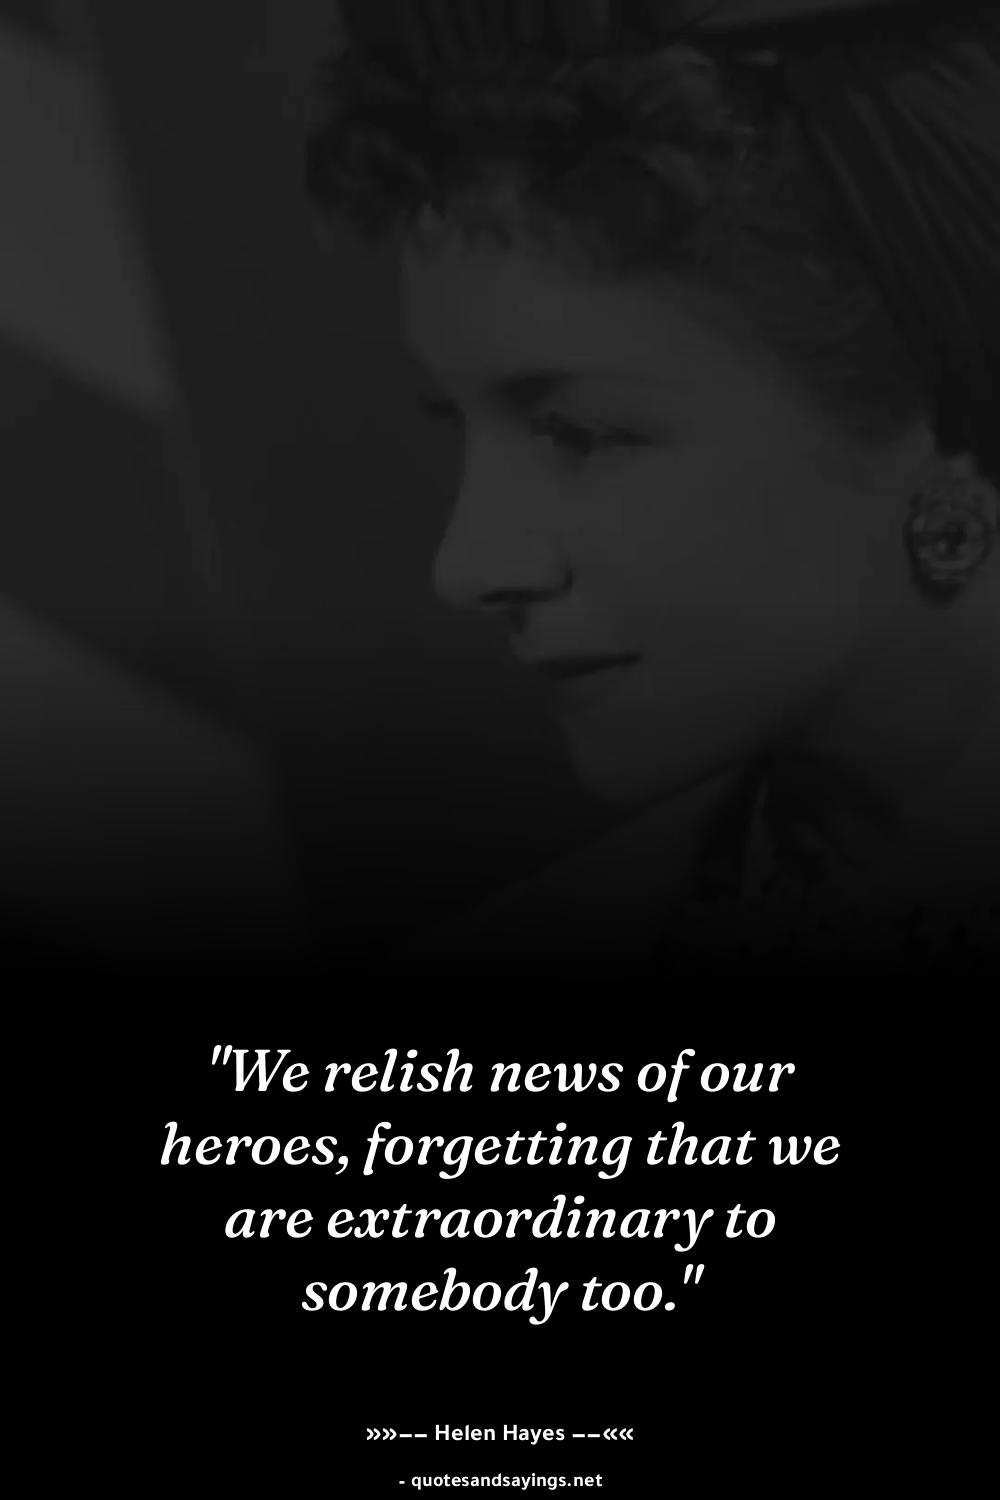 "We relish news of our
heroes, forgetting that we
are extraordinary to
somebody too."
»»−− Helen Hayes −−««
- quotesandsayings.net